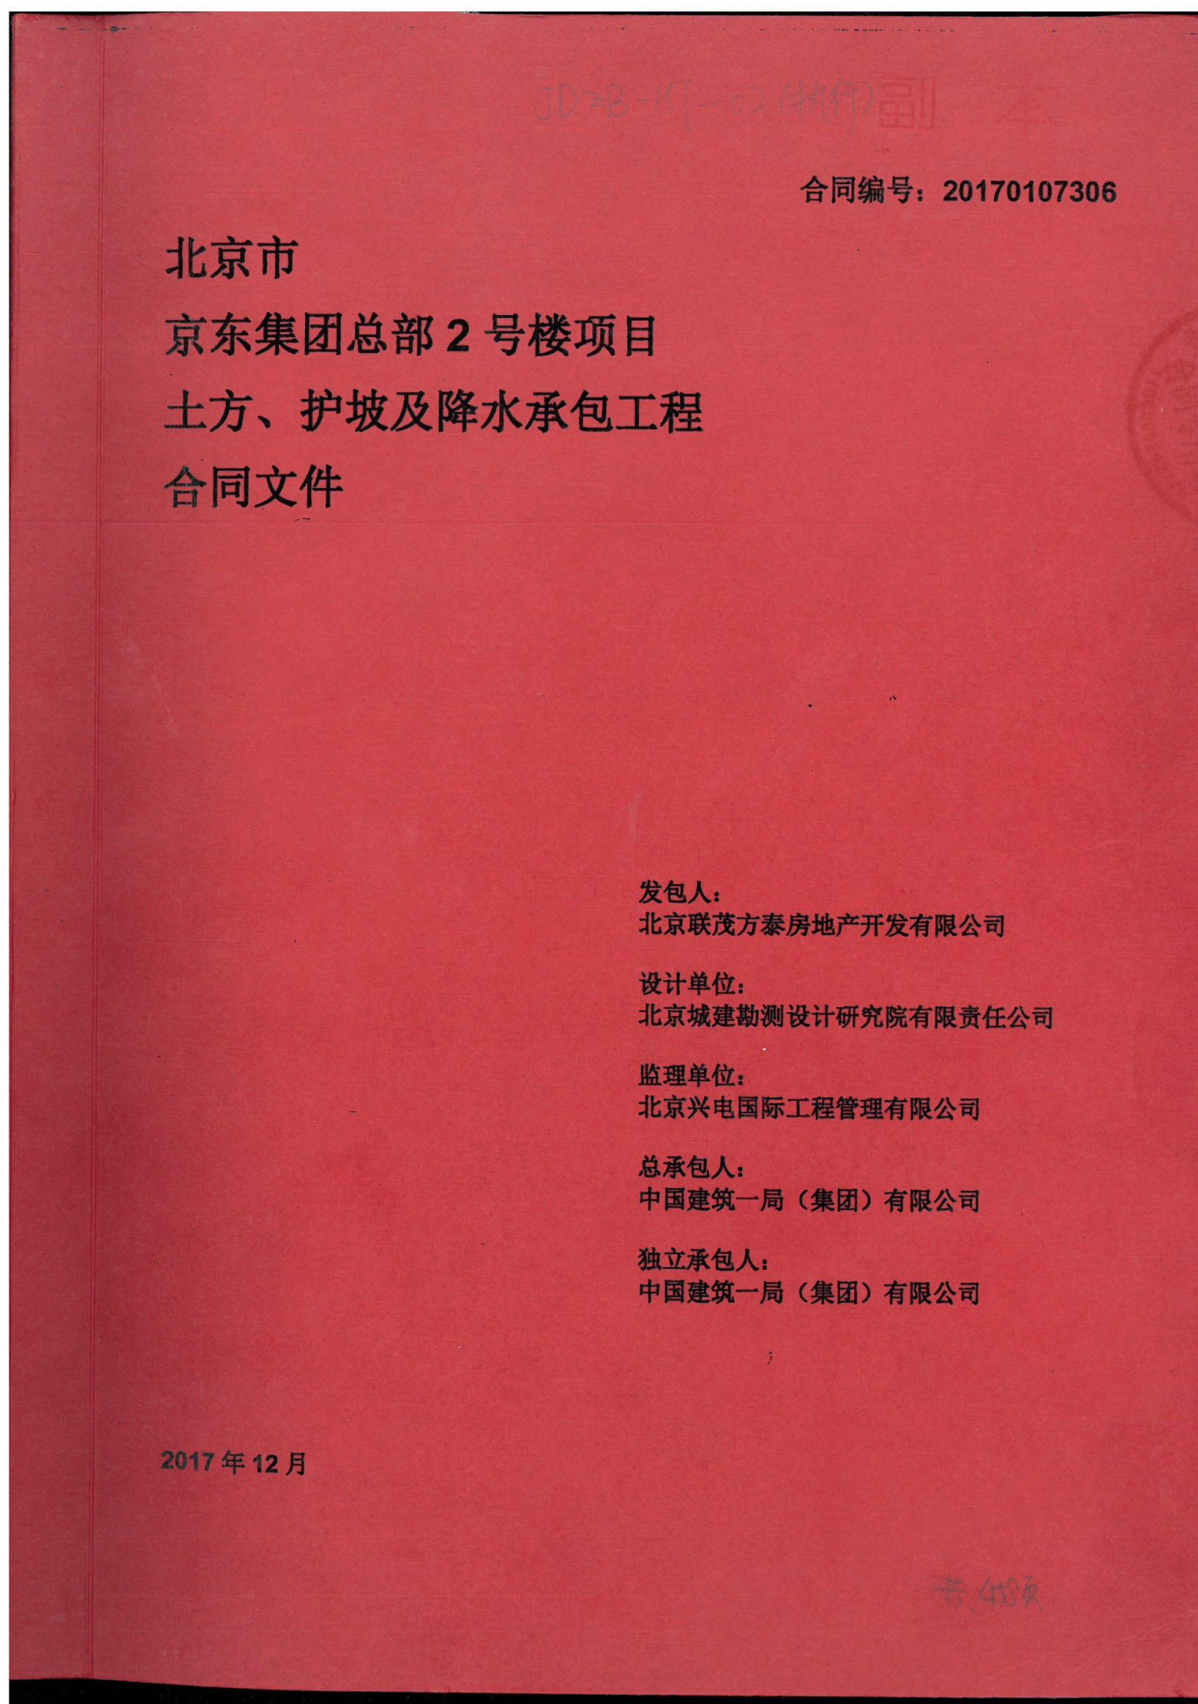 副 本
合同编号：20170107306
北京市
京东集团总部 2 号楼项目
土方、护坡及降水承包工程
合同文件
发包人：
北京联茂方泰房地产开发有限公司
设计单位：
北京城建勘测设计研究院有限责任公司
监理单位：
北京兴电国际工程管理有限公司
总承包人：
中国建筑一局（集团）有限公司
独立承包人：
中国建筑一局（集团）有限公司
2017 年 12 月